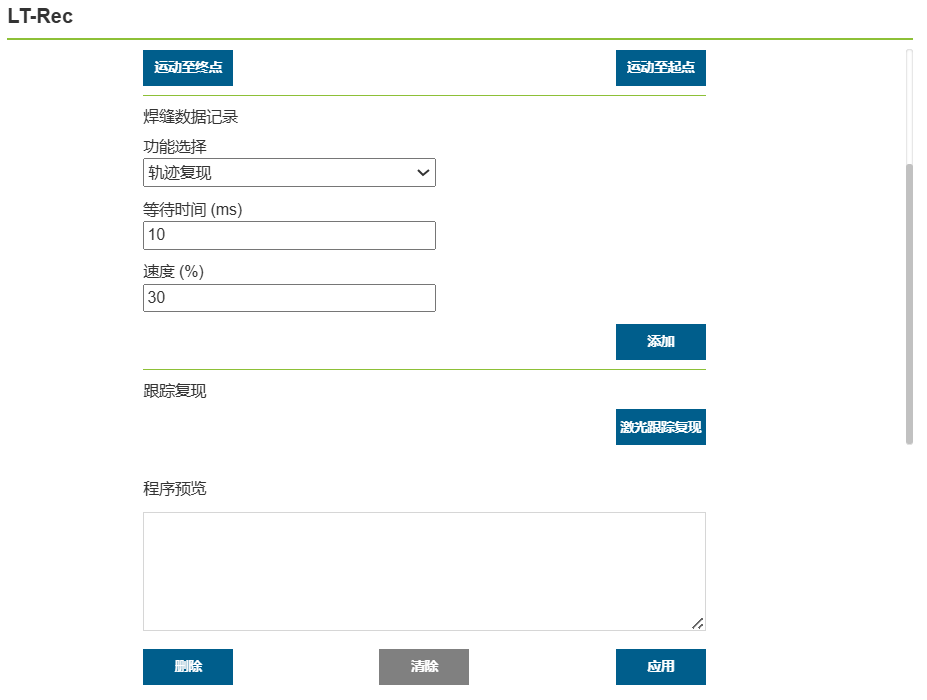 LT-Rec
运动至终点
运动至起点
焊缝数据记录
功能选择
轨迹复现
等待时间 (ms)
10
速度 (%)
30
添加
跟踪复现
激光跟踪复现
程序预览
删除
清除
应用